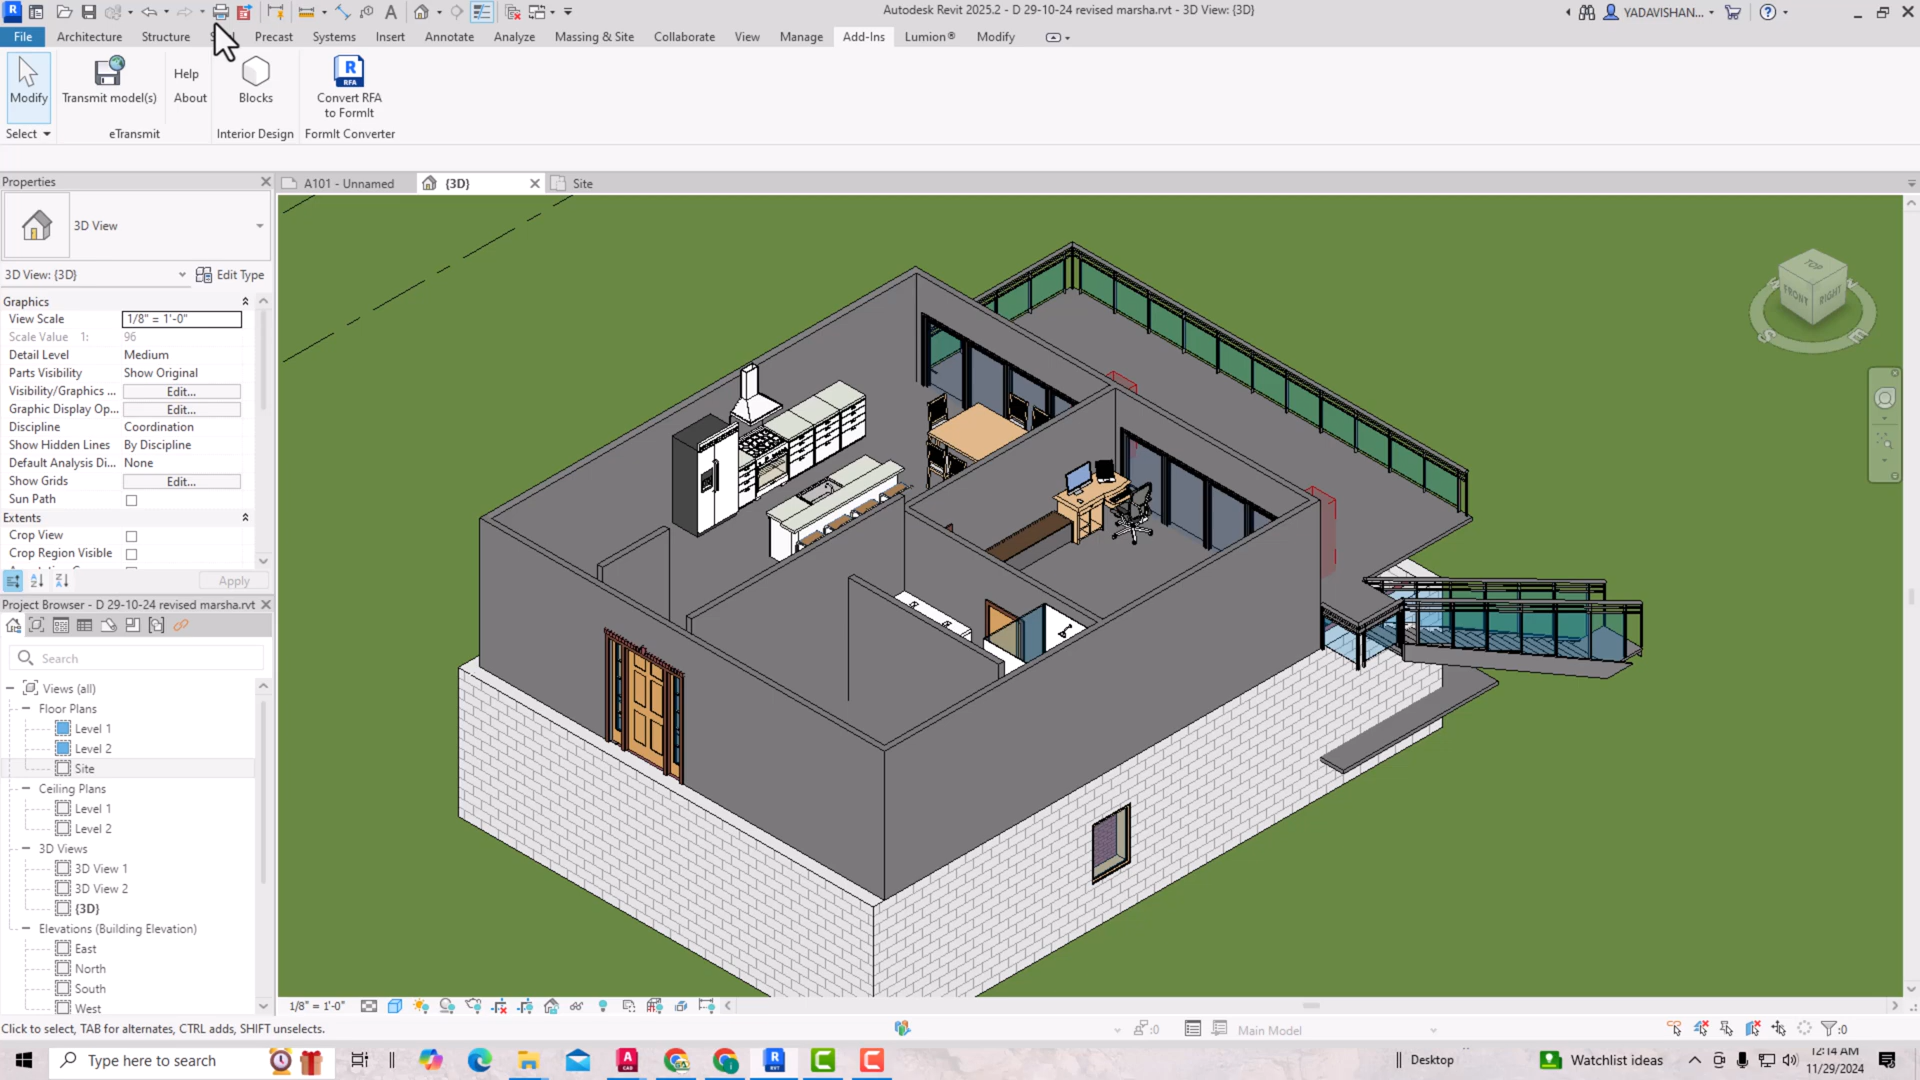 Autodesk Revit 2025.2 - D 29-10-24 revised marsha.rvt - 3D View: {3D}
YADAVISHAN...
File Architecture Structure Precast Systems Insert Annotate Analyze Massing & Site Collaborate View Manage Add-Ins Lumion® Modify
Modify
Transmit model(s)
Help
About
Blocks
Convert RFA
to FormIt
Select
eTransmit
Interior Design
FormIt Converter
Properties
A101 - Unnamed
{3D}
Site
3D View
3D View: {3D}
Edit Type
Graphics
View Scale 1/8" = 1'-0"
Scale Value 1: 96
Detail Level Medium
Parts Visibility Show Original
Visibility/Graphics ... Edit...
Graphic Display Op... Edit...
Discipline Coordination
Show Hidden Lines By Discipline
Default Analysis Di... None
Show Grids Edit...
Sun Path
Extents
Crop View
Crop Region Visible
Apply
Project Browser - D 29-10-24 revised marsha.rvt
Search
Views (all)
Floor Plans
Level 1
Level 2
Site
Ceiling Plans
Level 1
Level 2
3D Views
3D View 1
3D View 2
{3D}
Elevations (Building Elevation)
East
North
South
West
TOP
FRONT
RIGHT
S
E
1/8" = 1'-0"
Click to select, TAB for alternates, CTRL adds, SHIFT unselects.
:0
Main Model
:0
Type here to search
Desktop
Watchlist ideas
12:14 AM
11/29/2024